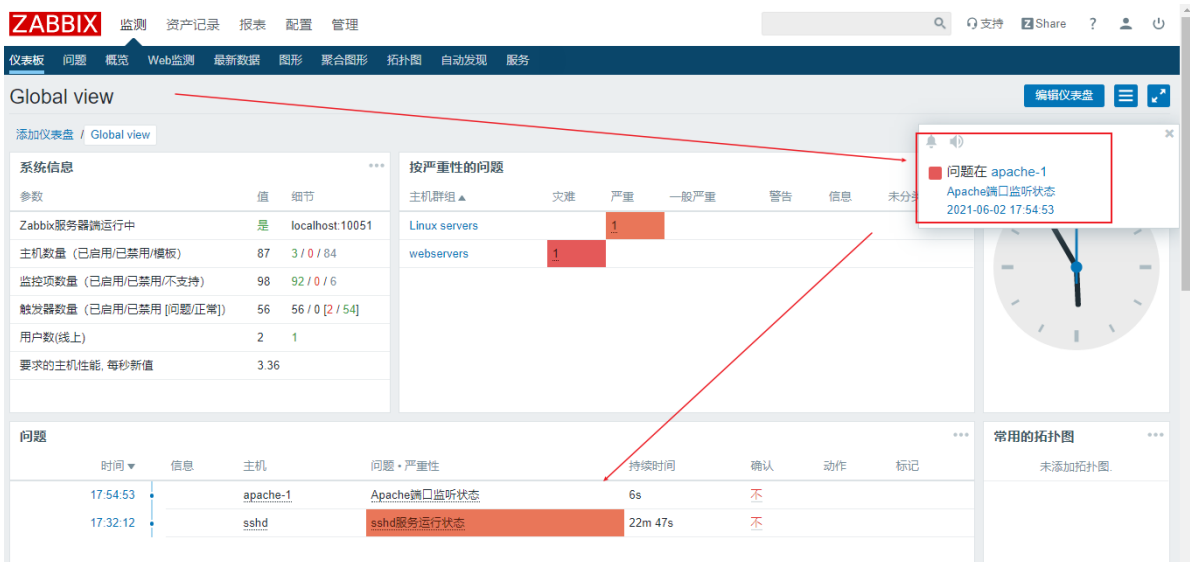 ZABBIX 监测 资产记录 报表 配置 管理 支持 Z Share ?
仪表板 问题 概览 Web监测 最新数据 图形 聚合图形 拓扑图 自动发现 服务
Global view 编辑仪表盘
添加仪表盘 / Global view
问题在 apache-1
Apache端口监听状态
2021-06-02 17:54:53
系统信息
参数 值 细节
Zabbix服务器端运行中 是 localhost:10051
主机数量（已启用/已禁用/模板） 87 3 / 0 / 84
监控项数量（已启用/已禁用/不支持） 98 92 / 0 / 6
触发器数量（已启用/已禁用 [问题/正常]） 56 56 / 0 [2 / 54]
用户数(线上) 2 1
要求的主机性能, 每秒新值 3.36
按严重性的问题
主机群组 灾难 严重 一般严重 警告 信息 未分
Linux servers 1
webservers 1
问题
时间 信息 主机 问题 • 严重性 持续时间 确认 动作 标记
17:54:53 apache-1 Apache端口监听状态 6s 不
17:32:12 sshd sshd服务运行状态 22m 47s 不
常用的拓扑图
未添加拓扑图.